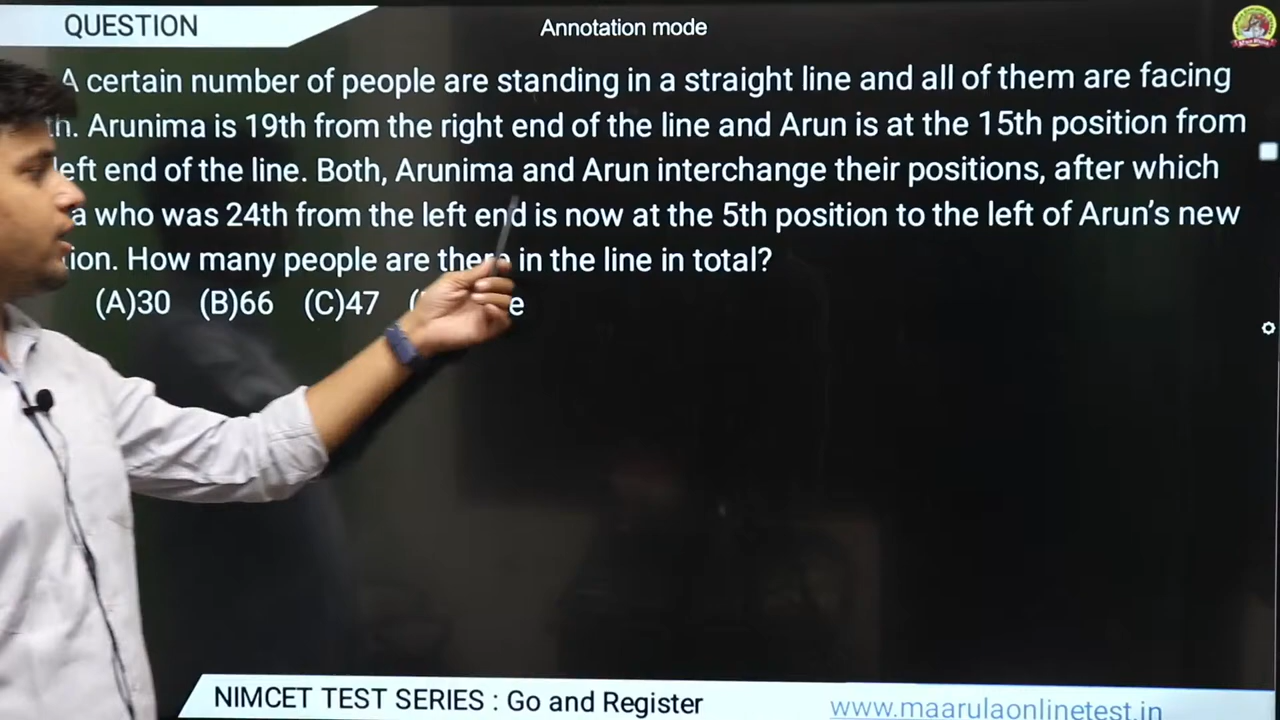 QUESTION
Annotation mode
A certain number of people are standing in a straight line and all of them are facing
th. Arunima is 19th from the right end of the line and Arun is at the 15th position from
left end of the line. Both, Arunima and Arun interchange their positions, after which
a who was 24th from the left end is now at the 5th position to the left of Arun's new
tion. How many people are there in the line in total?
(A)30 (B)66 (C)47
NIMCET TEST SERIES : Go and Register
www.maarulaonlinetest.in